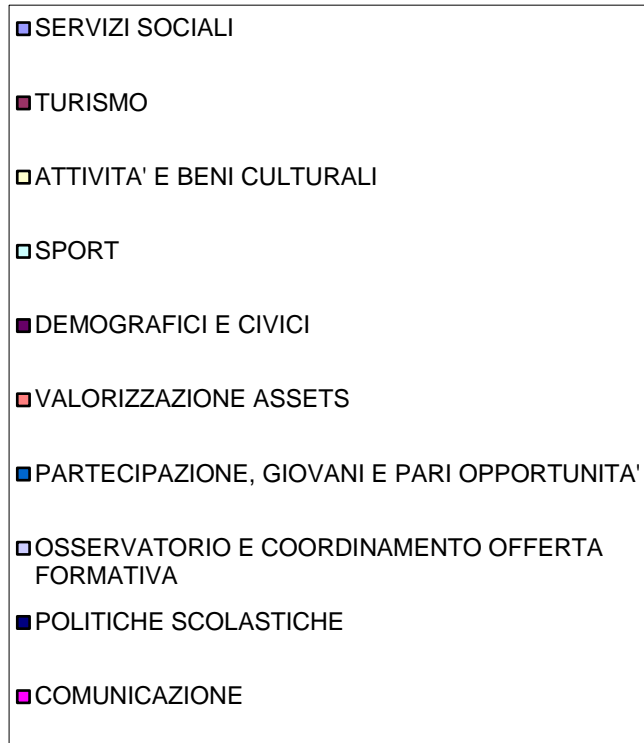 SERVIZI SOCIALI
TURISMO
ATTIVITA' E BENI CULTURALI
SPORT
DEMOGRAFICI E CIVICI
VALORIZZAZIONE ASSETS
PARTECIPAZIONE, GIOVANI E PARI OPPORTUNITA'
OSSERVATORIO E COORDINAMENTO OFFERTA
FORMATIVA
POLITICHE SCOLASTICHE
COMUNICAZIONE